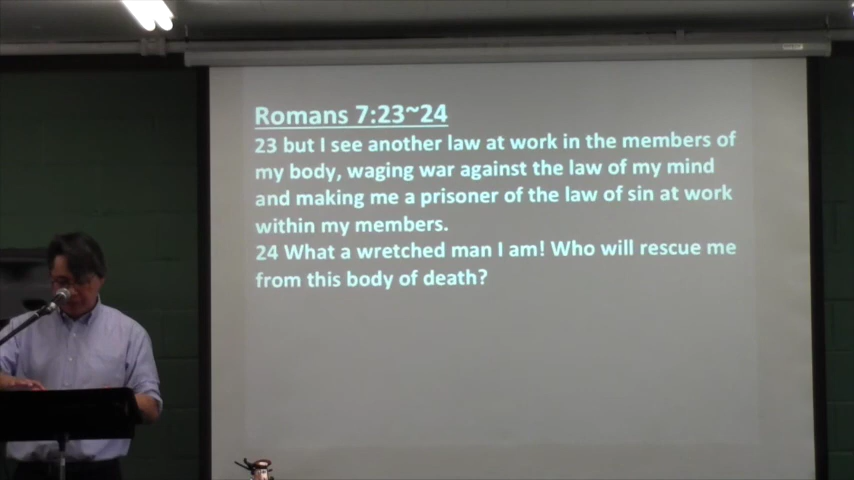 Romans 7:23~24
23 but I see another law at work in the members of
my body, waging war against the law of my mind
and making me a prisoner of the law of sin at work
within my members.
24 What a wretched man I am! Who will rescue me
from this body of death?